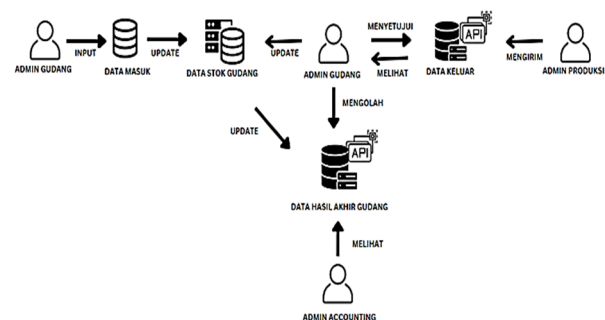 API
MENYETUJUI
INPUT
UPDATE
UPDATE
MELIHAT
MENGIRIM
ADMIN GUDANG
DATA MASUK
DATA STOK GUDANG
ADMIN GUDANG
DATA KELUAR
ADMIN PRODUKSI
MENGOLAH
UPDATE
API
DATA HASIL AKHIR GUDANG
MELIHAT
ADMIN ACCOUNTING